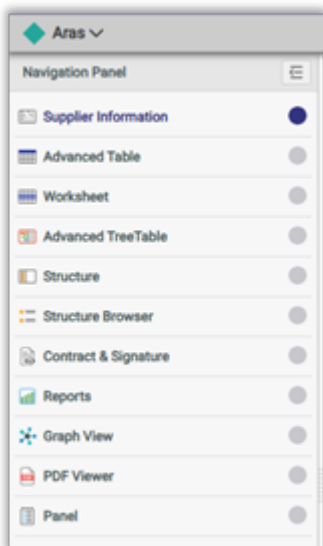 Aras
Navigation Panel
Supplier Information
Advanced Table
Worksheet
Advanced TreeTable
Structure
Structure Browser
Contract & Signature
Reports
Graph View
PDF Viewer
Panel